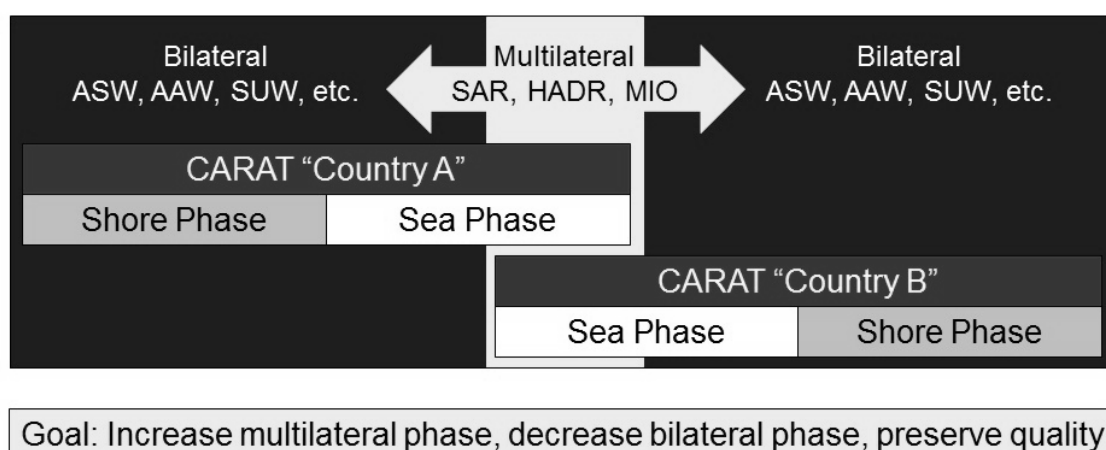 Bilateral
ASW, AAW, SUW, etc.
Multilateral
SAR, HADR, MIO
Bilateral
ASW, AAW, SUW, etc.
CARAT “Country A”
Shore Phase
Sea Phase
CARAT “Country B”
Sea Phase
Shore Phase
Goal: Increase multilateral phase, decrease bilateral phase, preserve quality